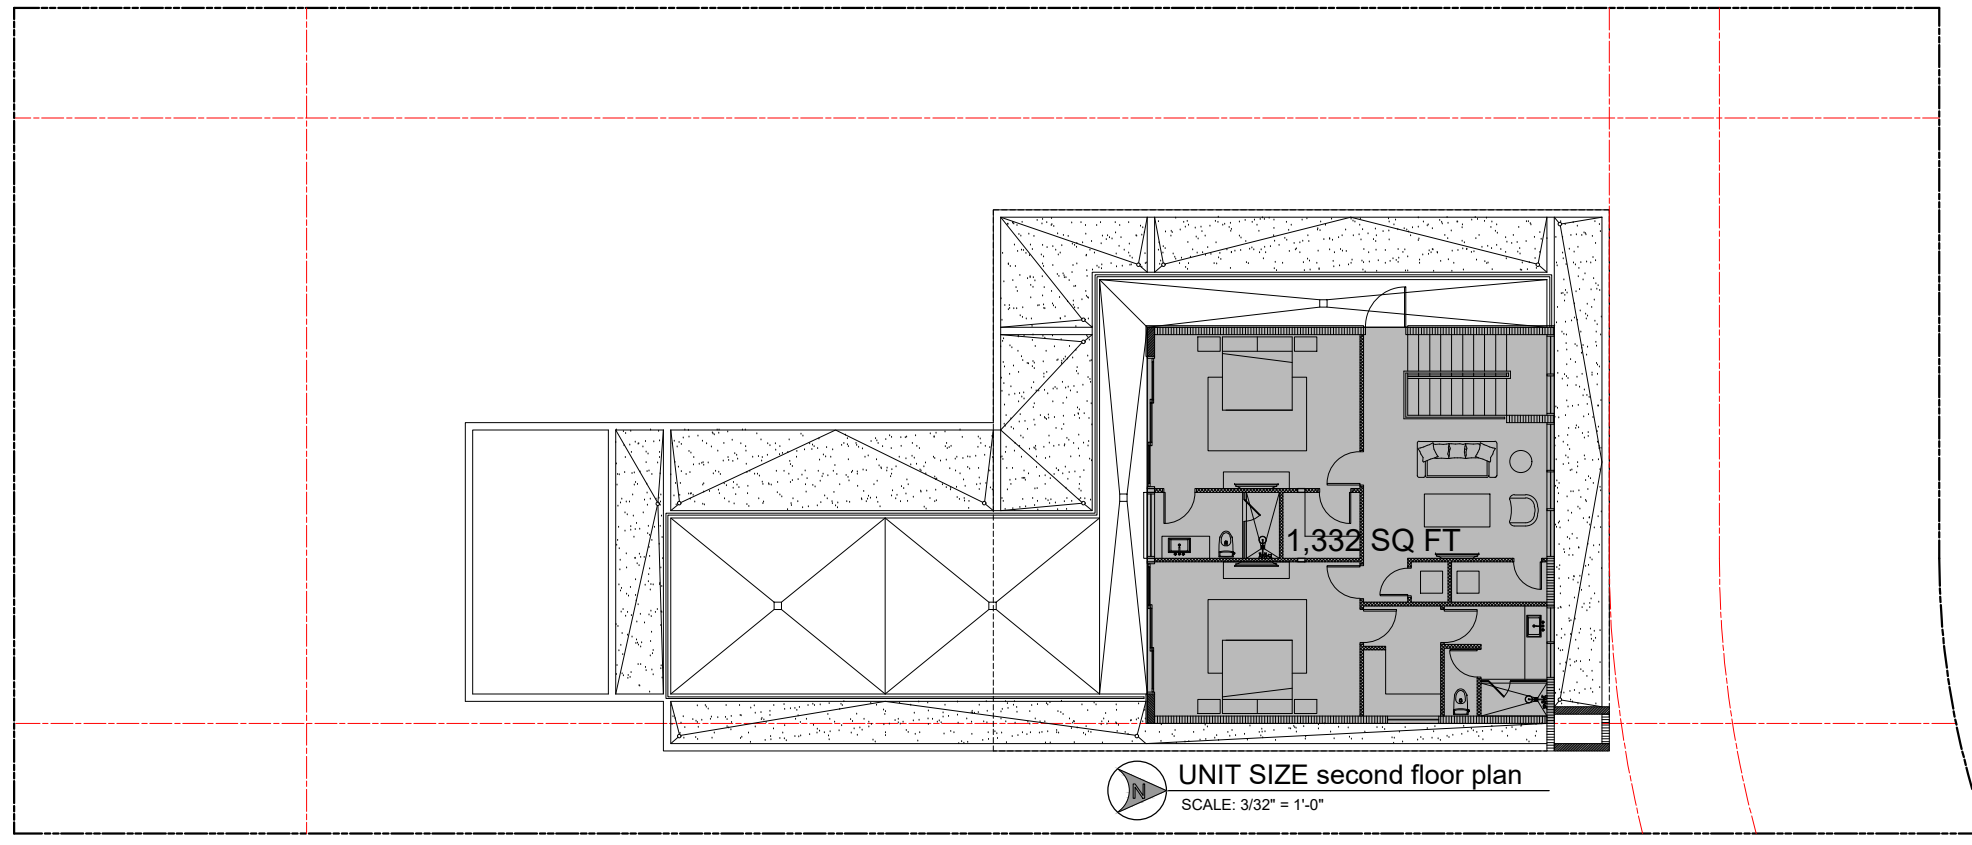 1,332 SQ FT
N
UNIT SIZE second floor plan
SCALE: 3/32" = 1'-0"